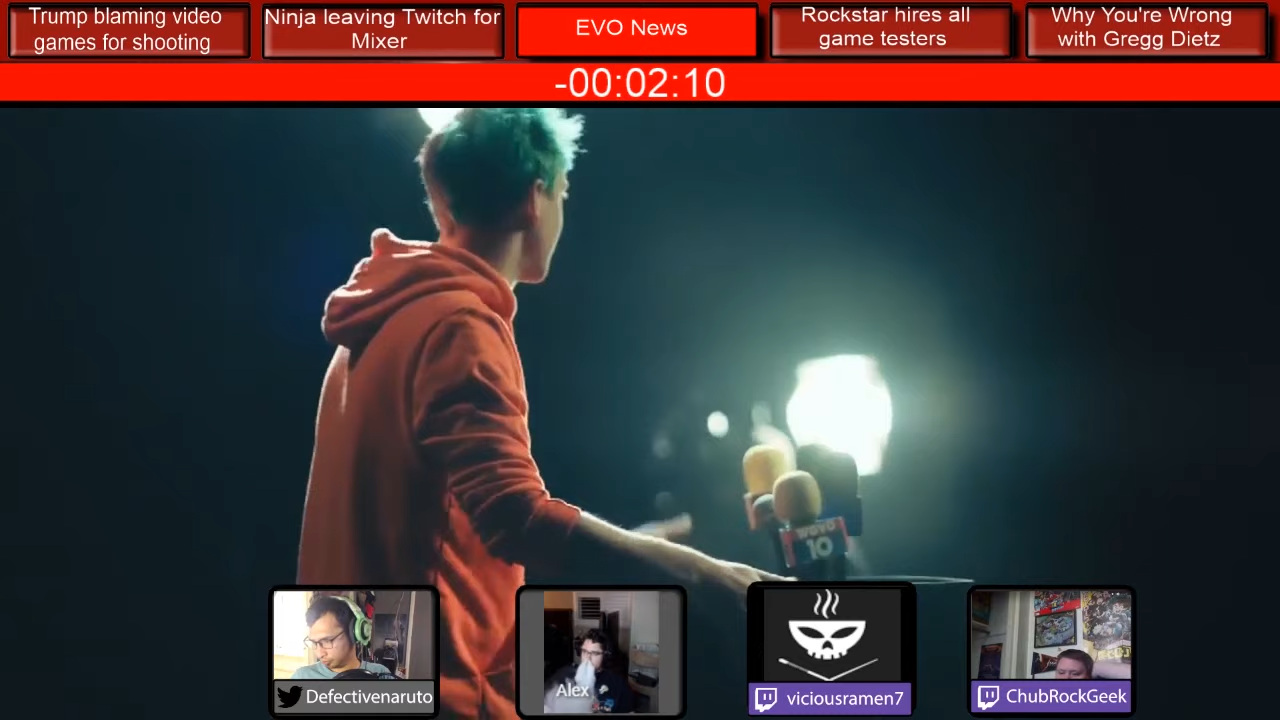 Trump blaming video
games for shooting
Ninja leaving Twitch for
Mixer
EVO News
Rockstar hires all
game testers
Why You're Wrong
with Gregg Dietz
-00:02:10
10
Defectivenaruto
Alex
viciousramen7
ChubRockGeek